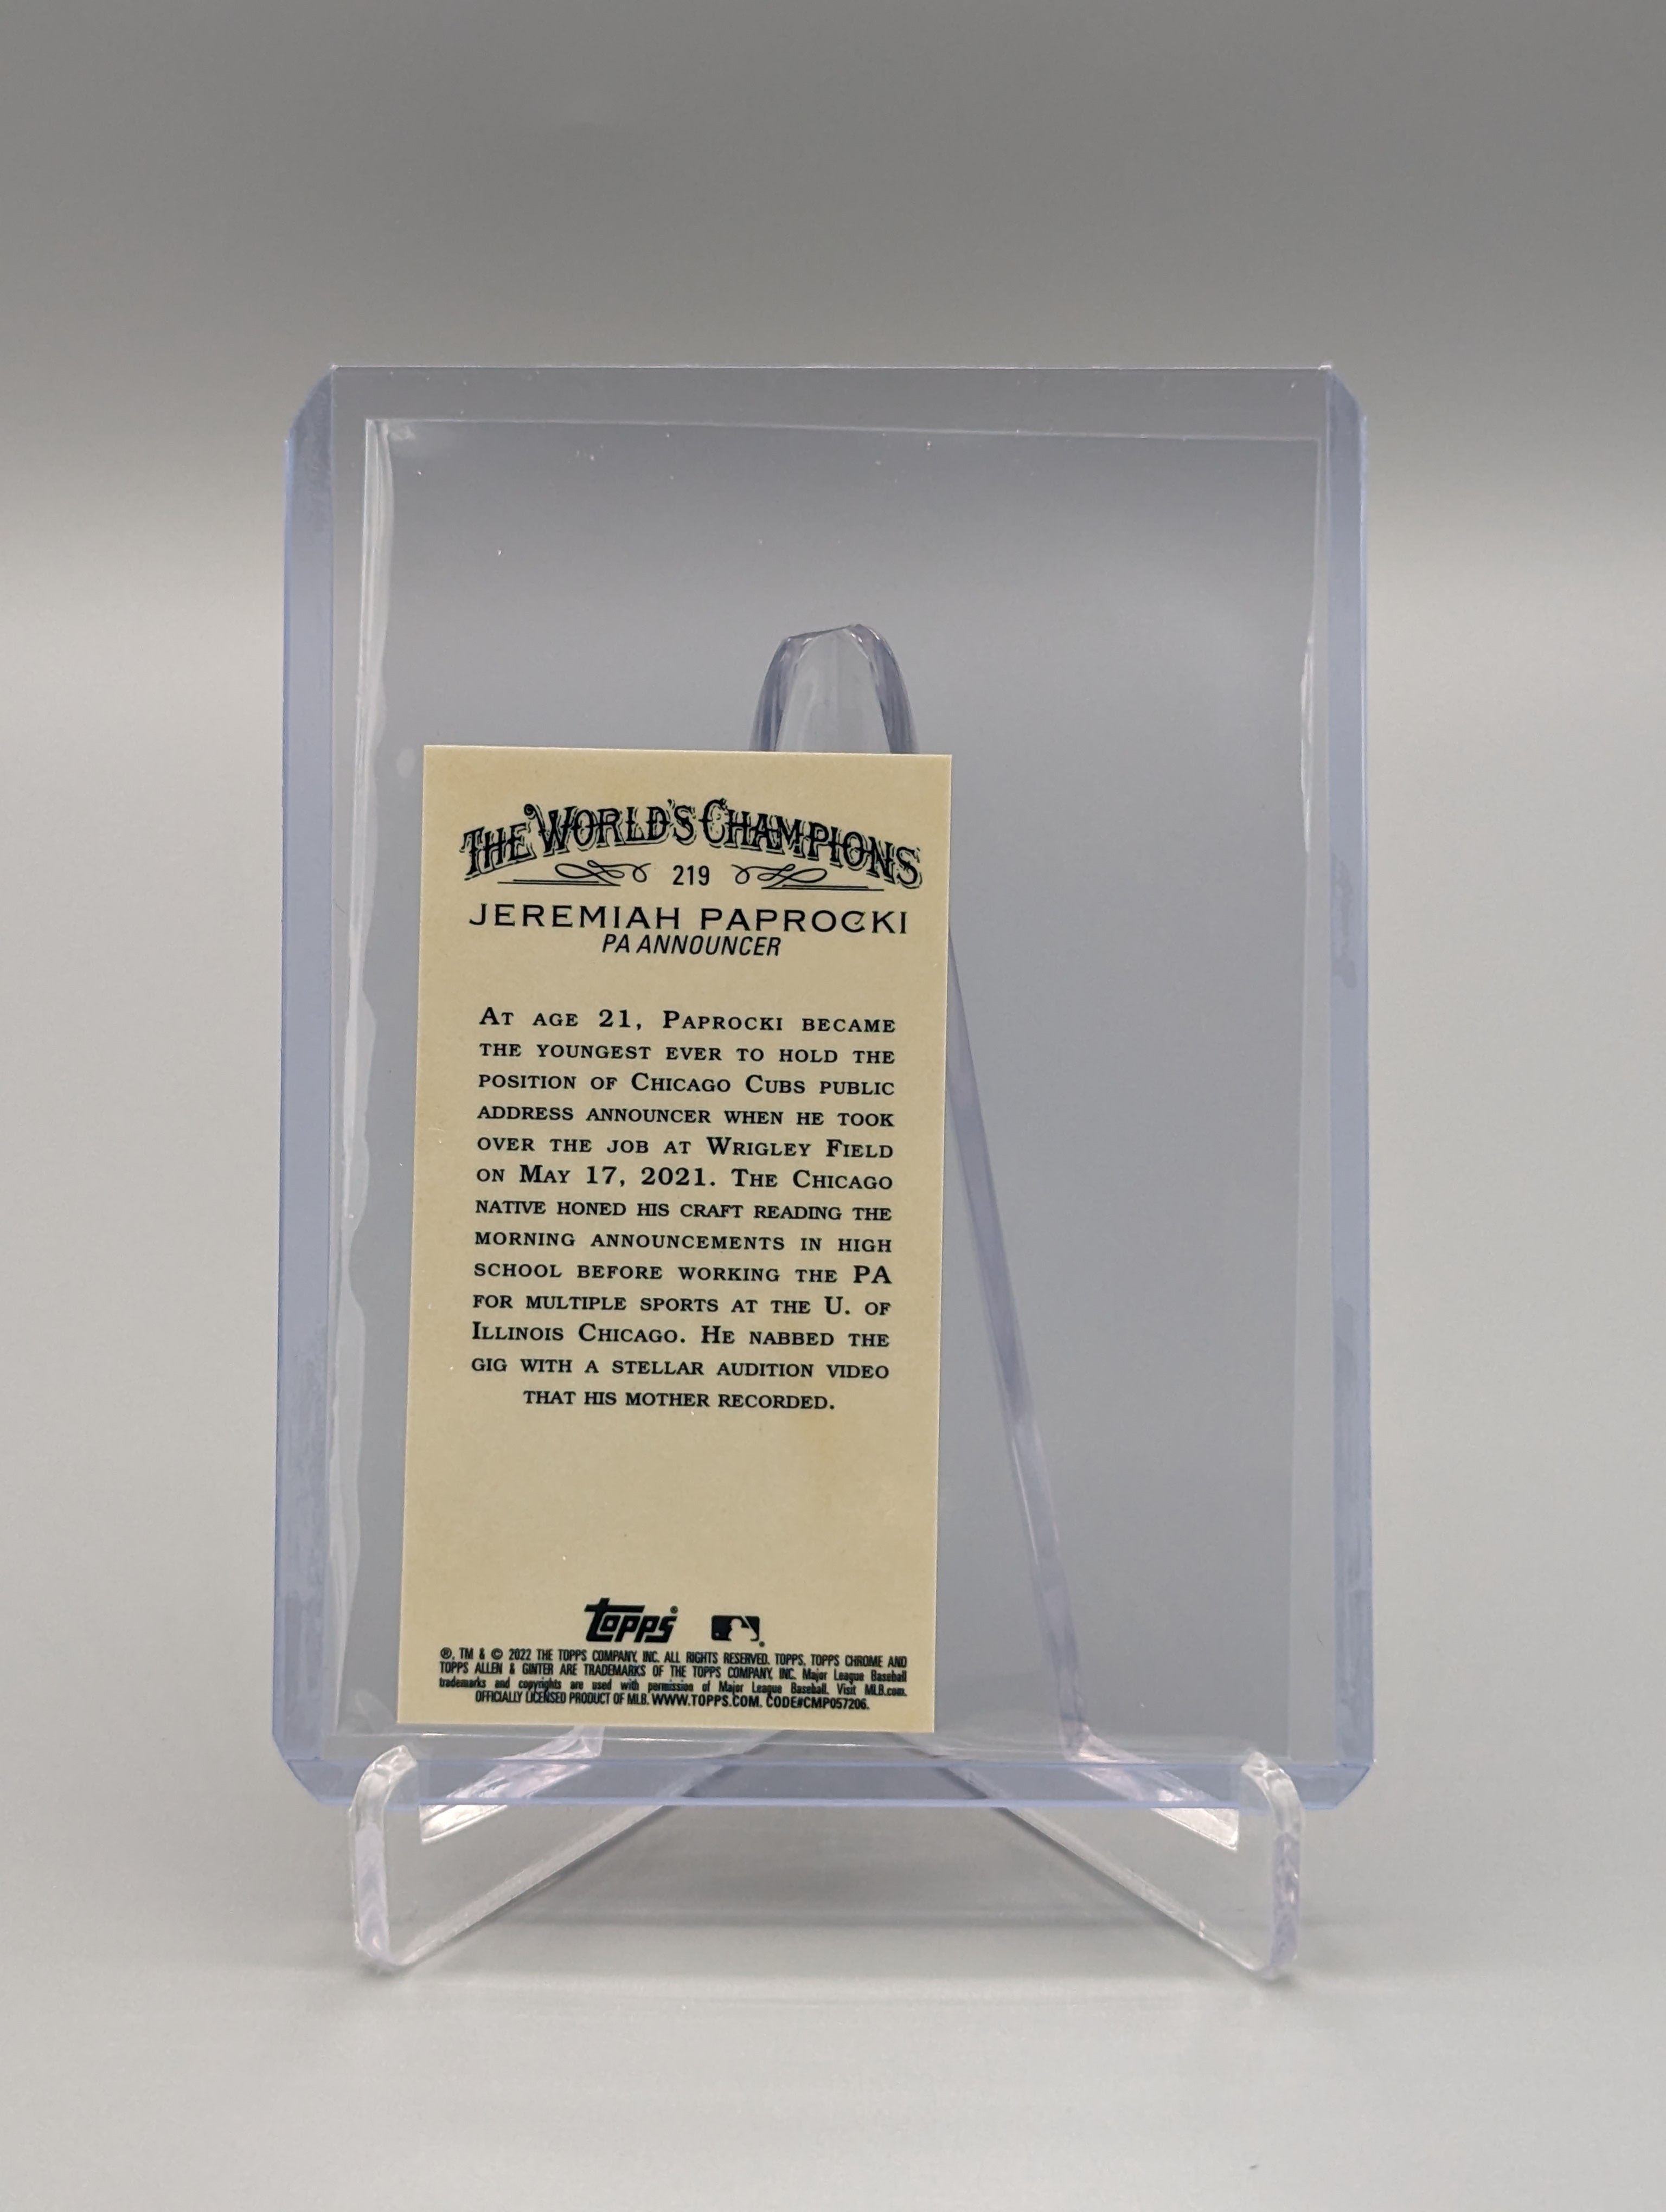 THE WORLD'S CHAMPIONS
219
JEREMIAH PAPROCKI
PA ANNOUNCER
AT AGE 21, PAPROCKI BECAME
THE YOUNGEST EVER TO HOLD THE
POSITION OF CHICAGO CUBS PUBLIC
ADDRESS ANNOUNCER WHEN HE TOOK
OVER THE JOB AT WRIGLEY FIELD
ON MAY 17, 2021. THE CHICAGO
NATIVE HONED HIS CRAFT READING THE
MORNING ANNOUNCEMENTS IN HIGH
SCHOOL BEFORE WORKING THE PA
FOR MULTIPLE SPORTS AT THE U. OF
ILLINOIS CHICAGO. HE NABBED THE
GIG WITH A STELLAR AUDITION VIDEO
THAT HIS MOTHER RECORDED.
topps®
®, TM & © 2022 THE TOPPS COMPANY, INC. ALL RIGHTS RESERVED. TOPPS, TOPPS CHROME AND
TOPPS ALLEN & GINTER ARE TRADEMARKS OF THE TOPPS COMPANY, INC. Major League Baseball
trademarks and copyrights are used with permission of Major League Baseball. Visit MLB.com.
OFFICIALLY LICENSED PRODUCT OF MLB. WWW.TOPPS.COM. CODE#CMP057206.